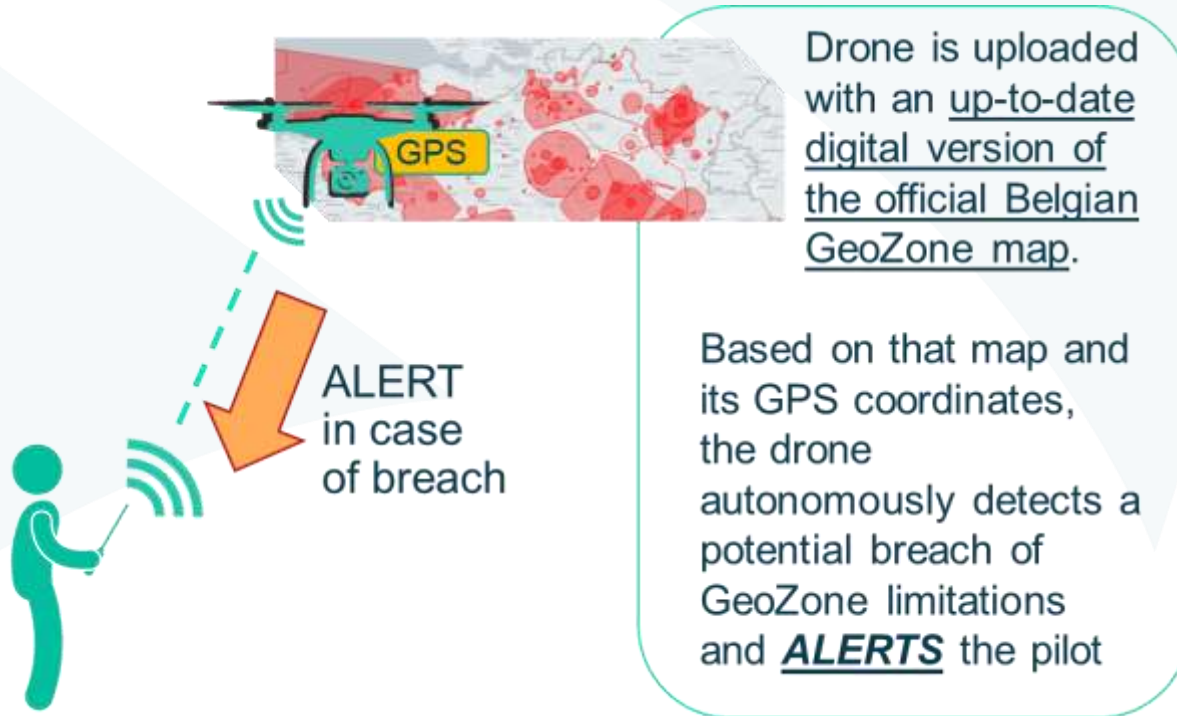 GPS
ALERT
in case
of breach
Drone is uploaded
with an up-to-date
digital version of
the official Belgian
GeoZone map.
Based on that map and
its GPS coordinates,
the drone
autonomously detects a
potential breach of
GeoZone limitations
and ALERTS the pilot